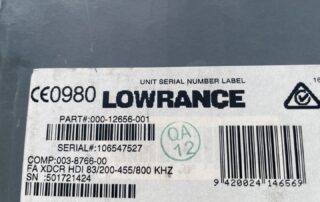 UNIT SERIAL NUMBER LABEL
CE0980 LOWRANCE
PART#:000-12656-001
SERIAL#:106547527
QA
12
COMP:003-8766-00
FA XDCR HDI 83/200-455/800 KHZ
SN :501721424
9 420024 146569